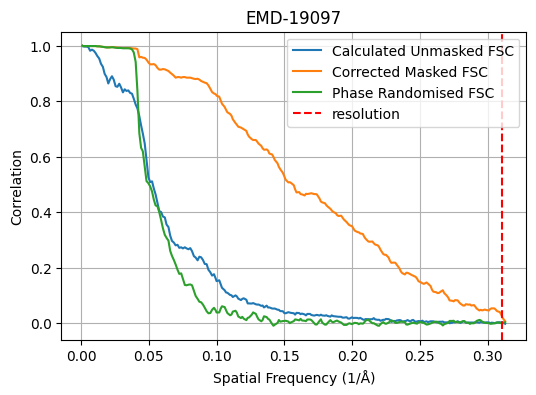 EMD-19097
Calculated Unmasked FSC
Corrected Masked FSC
Phase Randomised FSC
resolution
Correlation
1.0
0.8
0.6
0.4
0.2
0.0
0.00 0.05 0.10 0.15 0.20 0.25 0.30
Spatial Frequency (1/Å)